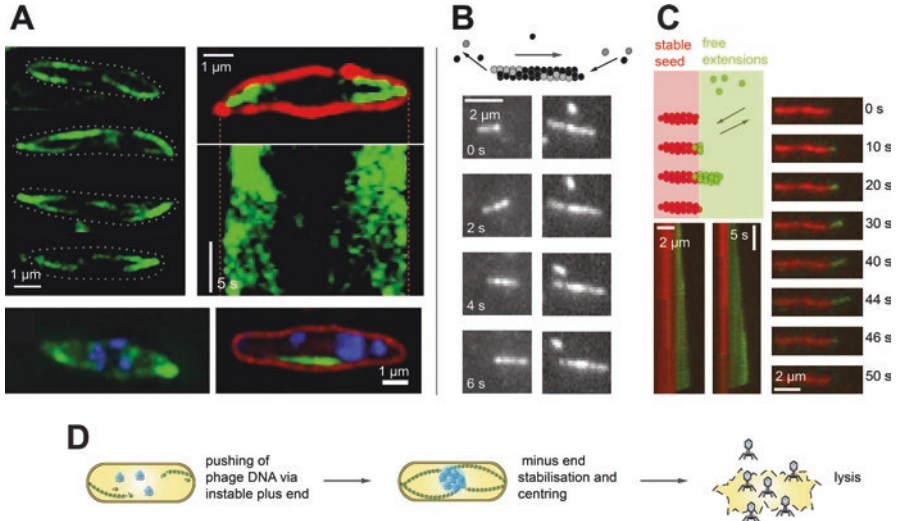 A
1 µm
1 µm
5 s
1 µm
B
2 µm
0 s
2 s
4 s
6 s
C
stable
seed
free
extensions
2 µm
5 s
0 s
10 s
20 s
30 s
40 s
44 s
46 s
50 s
2 µm
D
pushing of
phage DNA via
instable plus end
minus end
stabilisation and
centring
lysis